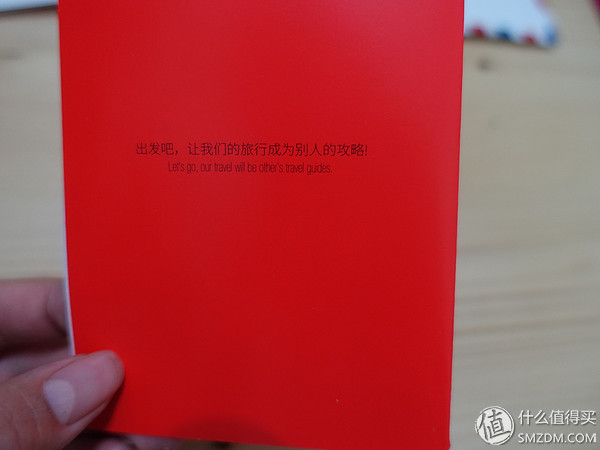 出发吧，让我们的旅行成为别人的攻略!
Let's go, our travel will be other's travel guides.
值 什么值得买
SMZDM.COM